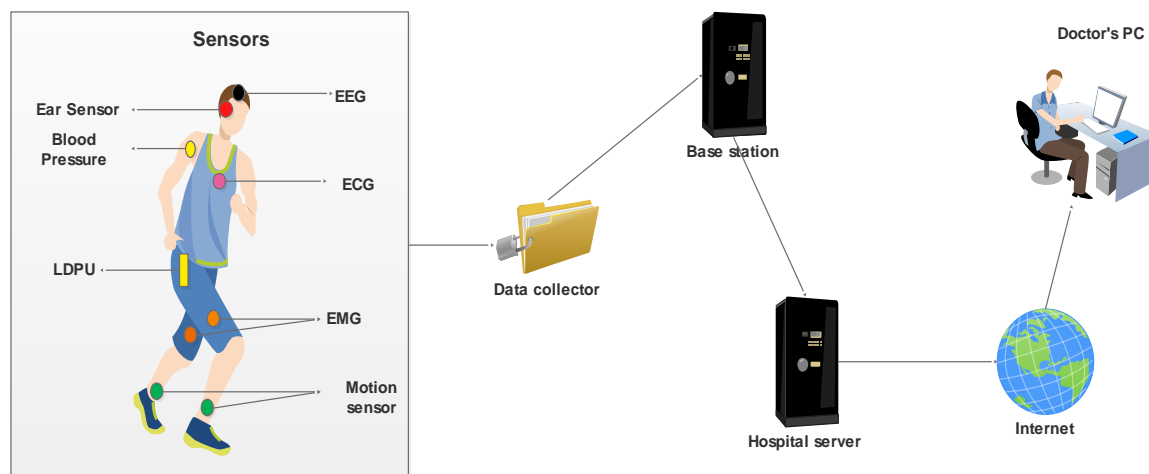 Sensors
EEG
Ear Sensor
Blood
Pressure
ECG
LDPU
EMG
Motion
sensor
Data collector
Base station
Hospital server
Internet
Doctor's PC